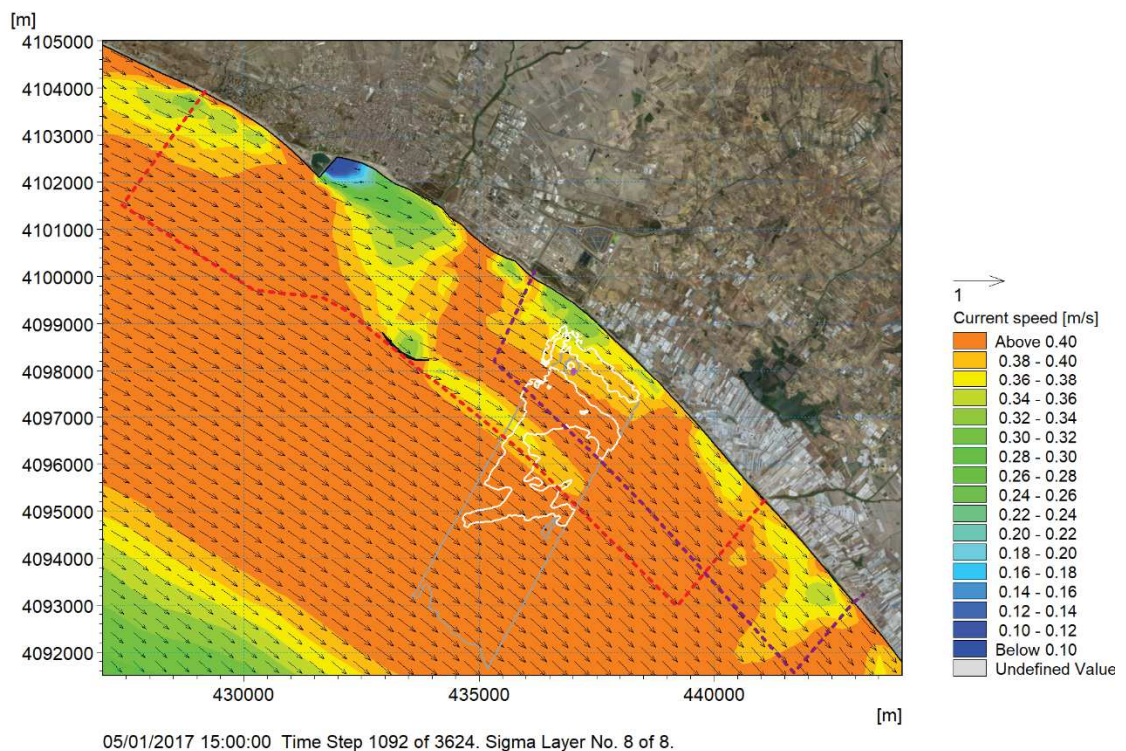 [m]
4105000
4104000
4103000
4102000
4101000
4100000
4099000
4098000
4097000
4096000
4095000
4094000
4093000
4092000
430000 435000 440000
[m]
1
Current speed [m/s]
Above 0.40
0.38 - 0.40
0.36 - 0.38
0.34 - 0.36
0.32 - 0.34
0.30 - 0.32
0.28 - 0.30
0.26 - 0.28
0.24 - 0.26
0.22 - 0.24
0.20 - 0.22
0.18 - 0.20
0.16 - 0.18
0.14 - 0.16
0.12 - 0.14
0.10 - 0.12
Below 0.10
Undefined Value
05/01/2017 15:00:00 Time Step 1092 of 3624. Sigma Layer No. 8 of 8.